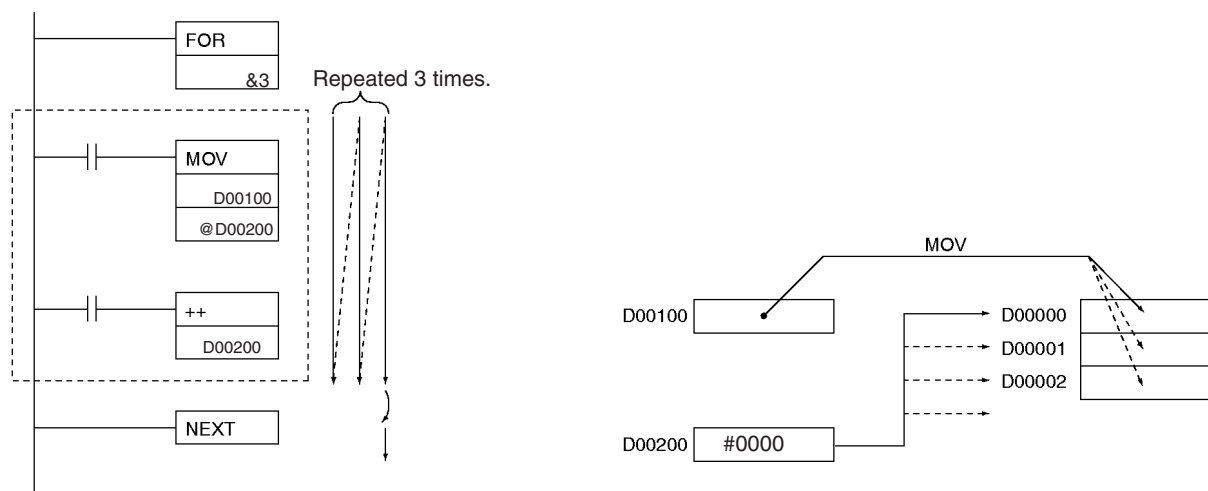 FOR
&3
Repeated 3 times.
MOV
D00100
@D00200
++
D00200
NEXT
MOV
D00100
D00000
D00001
D00002
D00200
#0000